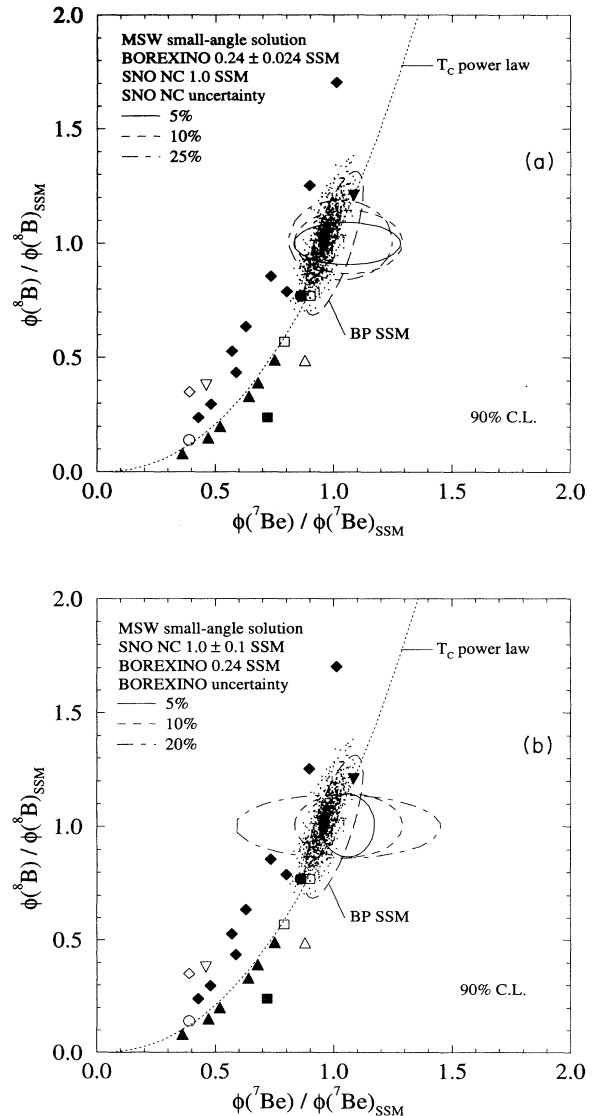 2.0
MSW small-angle solution
BOREXINO 0.24 ± 0.024 SSM
SNO NC 1.0 SSM
SNO NC uncertainty
5%
10%
25%
T_C power law
(a)
1.5
1.0
0.5
0.0
ϕ(⁸B) / ϕ(⁸B)_SSM
BP SSM
90% C.L.
0.0 0.5 1.0 1.5 2.0
ϕ(⁷Be) / ϕ(⁷Be)_SSM
2.0
MSW small-angle solution
SNO NC 1.0 ± 0.1 SSM
BOREXINO 0.24 SSM
BOREXINO uncertainty
5%
10%
20%
T_C power law
(b)
1.5
1.0
0.5
0.0
ϕ(⁸B) / ϕ(⁸B)_SSM
BP SSM
90% C.L.
0.0 0.5 1.0 1.5 2.0
ϕ(⁷Be) / ϕ(⁷Be)_SSM